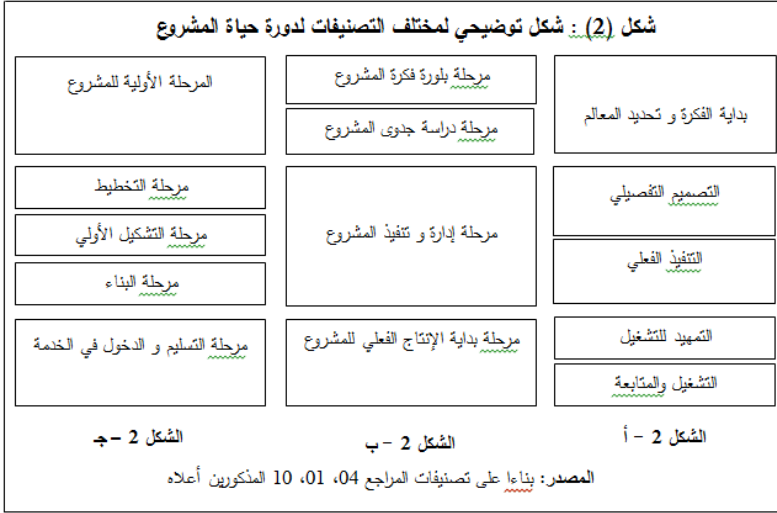 شكل (2) : شكل توضيحي لمختلف التصنيفات لدورة حياة المشروع
بداية الفكرة و تحديد المعالم
التصميم التفصيلي
التنفيذ الفعلي
التمهيد للتشغيل
التشغيل والمتابعة
الشكل 2 – أ
مرحلة بلورة فكرة المشروع
مرحلة دراسة جدوى المشروع
مرحلة إدارة و تنفيذ المشروع
مرحلة بداية الإنتاج الفعلي للمشروع
الشكل 2 – ب
المرحلة الأولية للمشروع
مرحلة التخطيط
مرحلة التشكيل الأولي
مرحلة البناء
مرحلة التسليم و الدخول في الخدمة
الشكل 2 – جـ
المصدر: بناءا على تصنيفات المراجع 04، 01، 10 المذكورين أعلاه